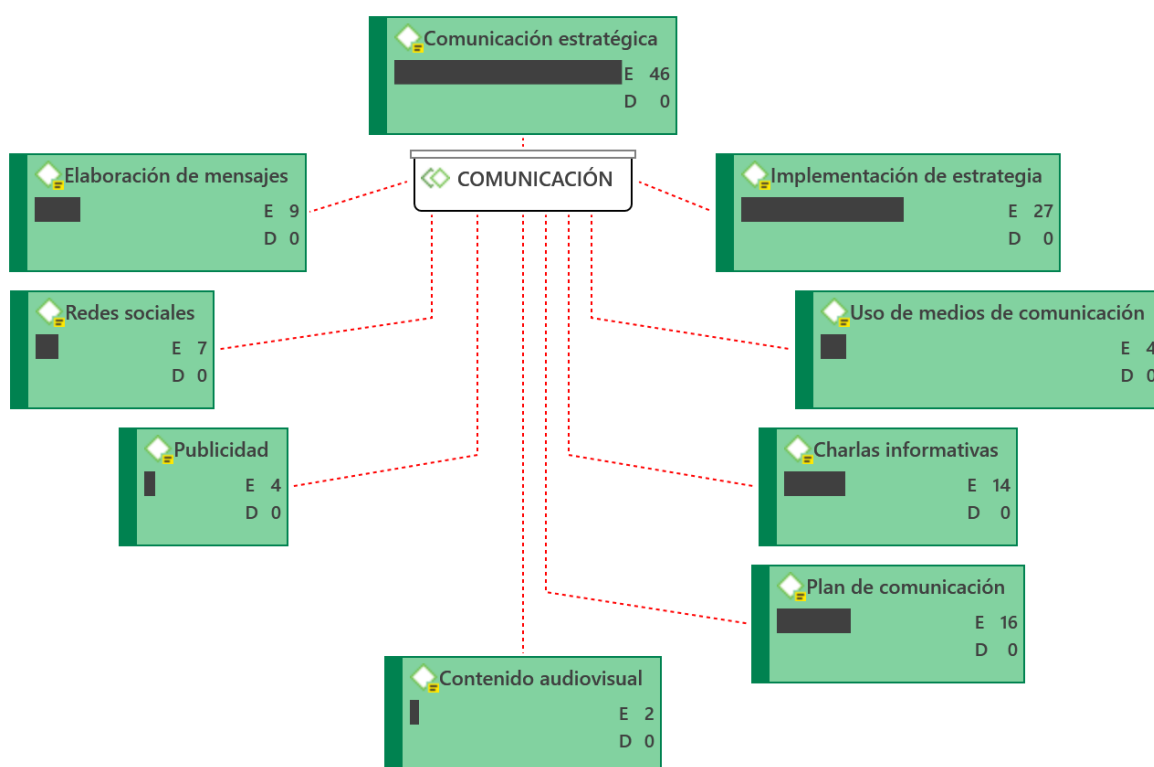 Comunicación estratégica
E 46
D 0
COMUNICACIÓN
Elaboración de mensajes
E 9
D 0
Implementación de estrategia
E 27
D 0
Redes sociales
E 7
D 0
Uso de medios de comunicación
E 4
D 0
Publicidad
E 4
D 0
Charlas informativas
E 14
D 0
Plan de comunicación
E 16
D 0
Contenido audiovisual
E 2
D 0